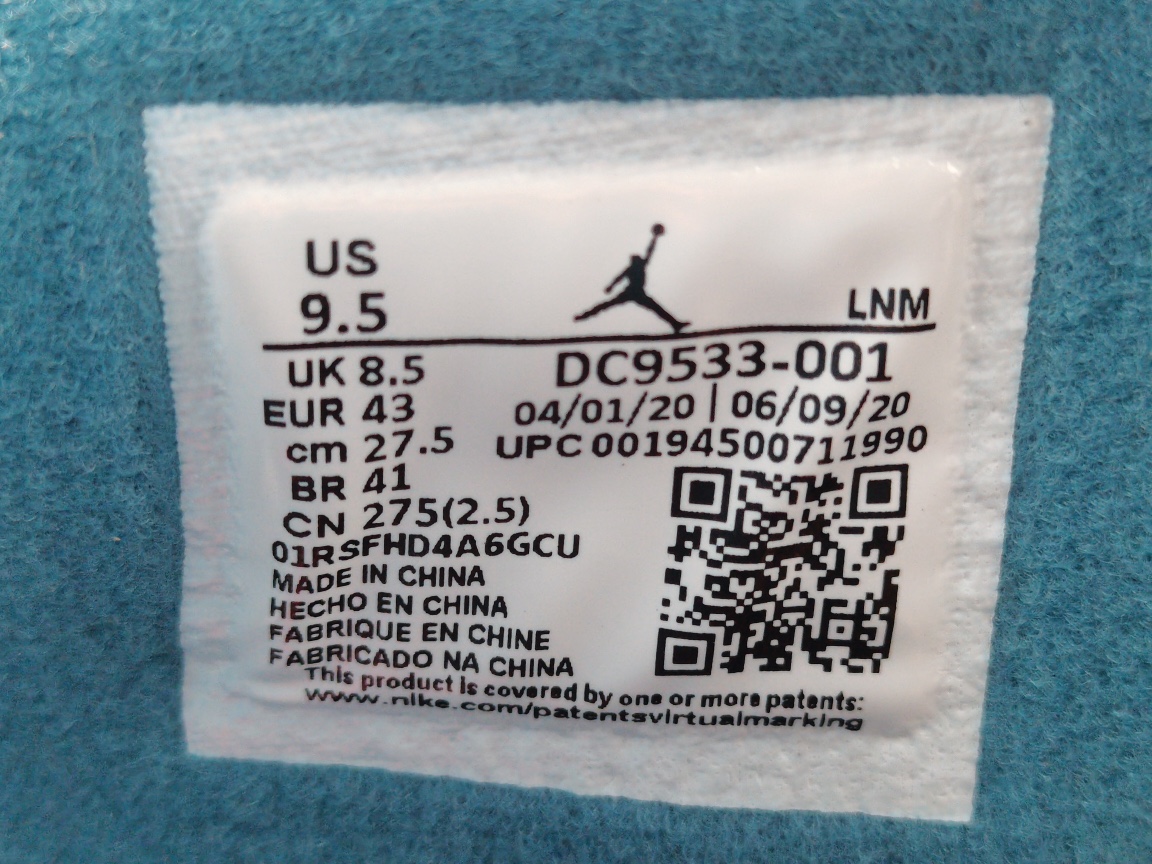 US
9.5
LNM
UK 8.5
EUR 43
cm 27.5
BR 41
CN 275(2.5)
DC9533-001
04/01/20 | 06/09/20
UPC 00194500711990
01RSFHD4A6GCU
MADE IN CHINA
HECHO EN CHINA
FABRIQUE EN CHINE
FABRICADO NA CHINA
This product is covered by one or more patents:
www.nike.com/patentsvirtualmarking